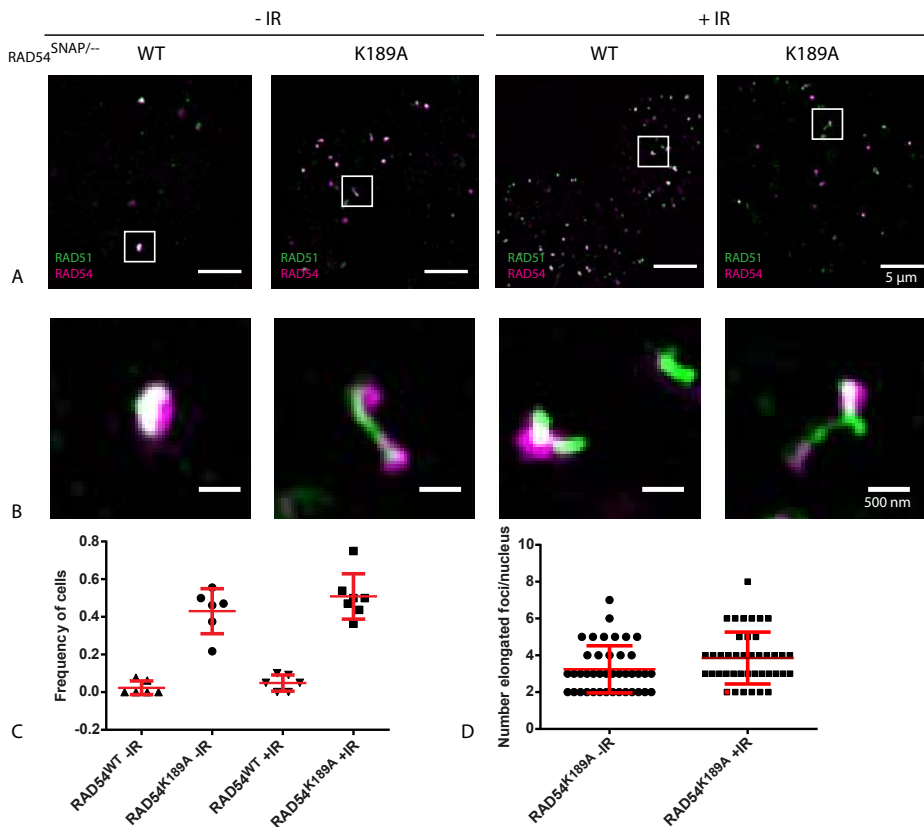 - IR
+ IR
RAD54SNAP/--
WT
K189A
WT
K189A
RAD51
RAD54
RAD51
RAD54
RAD51
RAD54
RAD51
RAD54
5 µm
A
500 nm
B
Frequency of cells
0.8
0.6
0.4
0.2
0.0
-0.2
RAD54WT -IR
RAD54K189A -IR
RAD54WT +IR
RAD54K189A +IR
C
Number elongated foci/nucleus
10
8
6
4
2
0
RAD54K189A -IR
RAD54K189A +IR
D